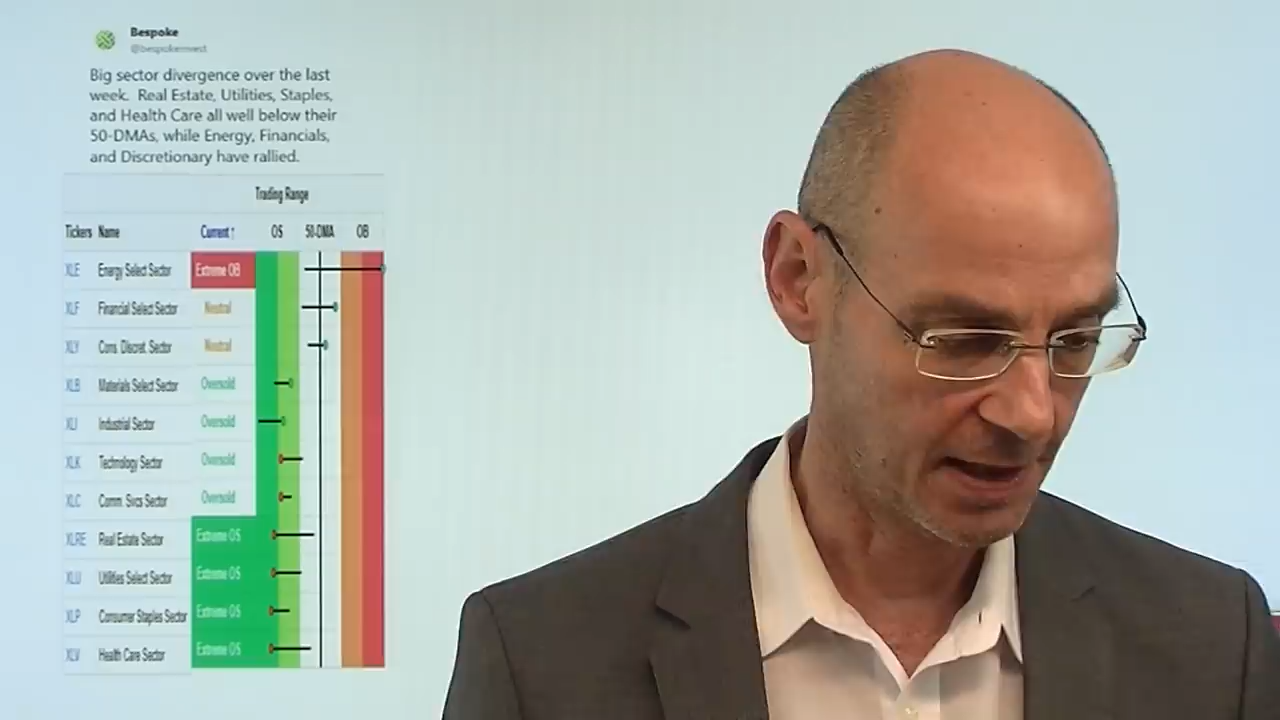 Bespoke
@bespokeinvest
Big sector divergence over the last
week. Real Estate, Utilities, Staples,
and Health Care all well below their
50-DMAs, while Energy, Financials,
and Discretionary have rallied.
Trading Range
Tickers Name Current↑ OS 50-DMA OB
XLE Energy Select Sector Extreme OB
XLF Financial Select Sector Neutral
XLY Cons. Discret. Sector Neutral
XLB Materials Select Sector Oversold
XLI Industrial Sector Oversold
XLK Technology Sector Oversold
XLC Comm. Svcs Sector Oversold
XLRE Real Estate Sector Extreme OS
XLU Utilities Select Sector Extreme OS
XLP Consumer Staples Sector Extreme OS
XLV Health Care Sector Extreme OS